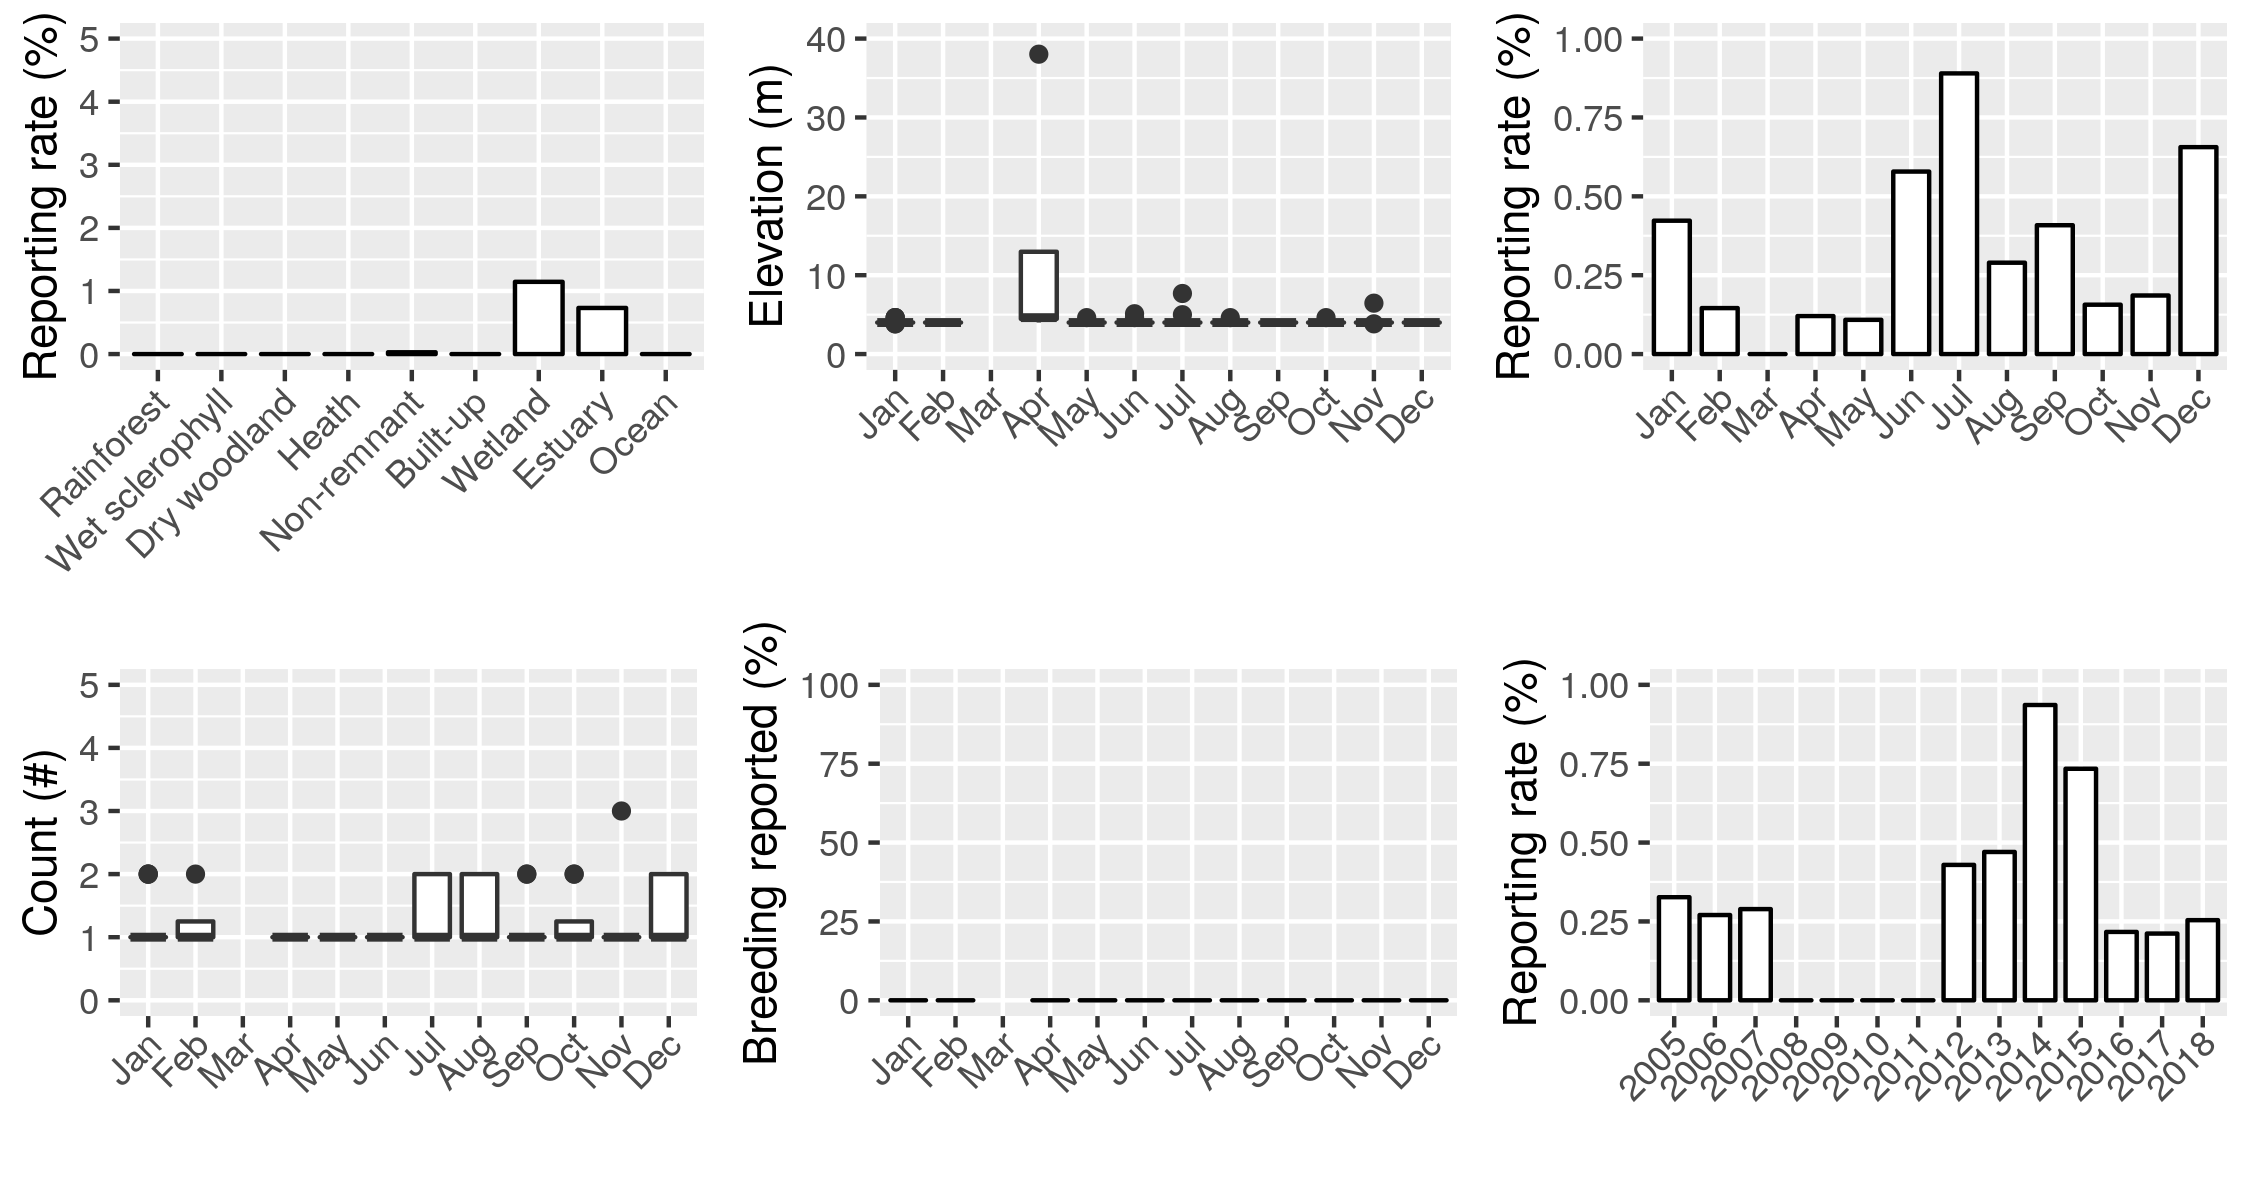 Reporting rate (%)
5
4
3
2
1
0
Rainforest
Wet sclerophyll
Dry woodland
Heath
Non-remnant
Built-up
Wetland
Estuary
Ocean
Elevation (m)
40
30
20
10
0
Jan
Feb
Mar
Apr
May
Jun
Jul
Aug
Sep
Oct
Nov
Dec
Reporting rate (%)
1.00
0.75
0.50
0.25
0.00
Jan
Feb
Mar
Apr
May
Jun
Jul
Aug
Sep
Oct
Nov
Dec
Count (#)
5
4
3
2
1
0
Jan
Feb
Mar
Apr
May
Jun
Jul
Aug
Sep
Oct
Nov
Dec
Breeding reported (%)
100
75
50
25
0
Jan
Feb
Mar
Apr
May
Jun
Jul
Aug
Sep
Oct
Nov
Dec
Reporting rate (%)
1.00
0.75
0.50
0.25
0.00
2005
2006
2007
2008
2009
2010
2011
2012
2013
2014
2015
2016
2017
2018